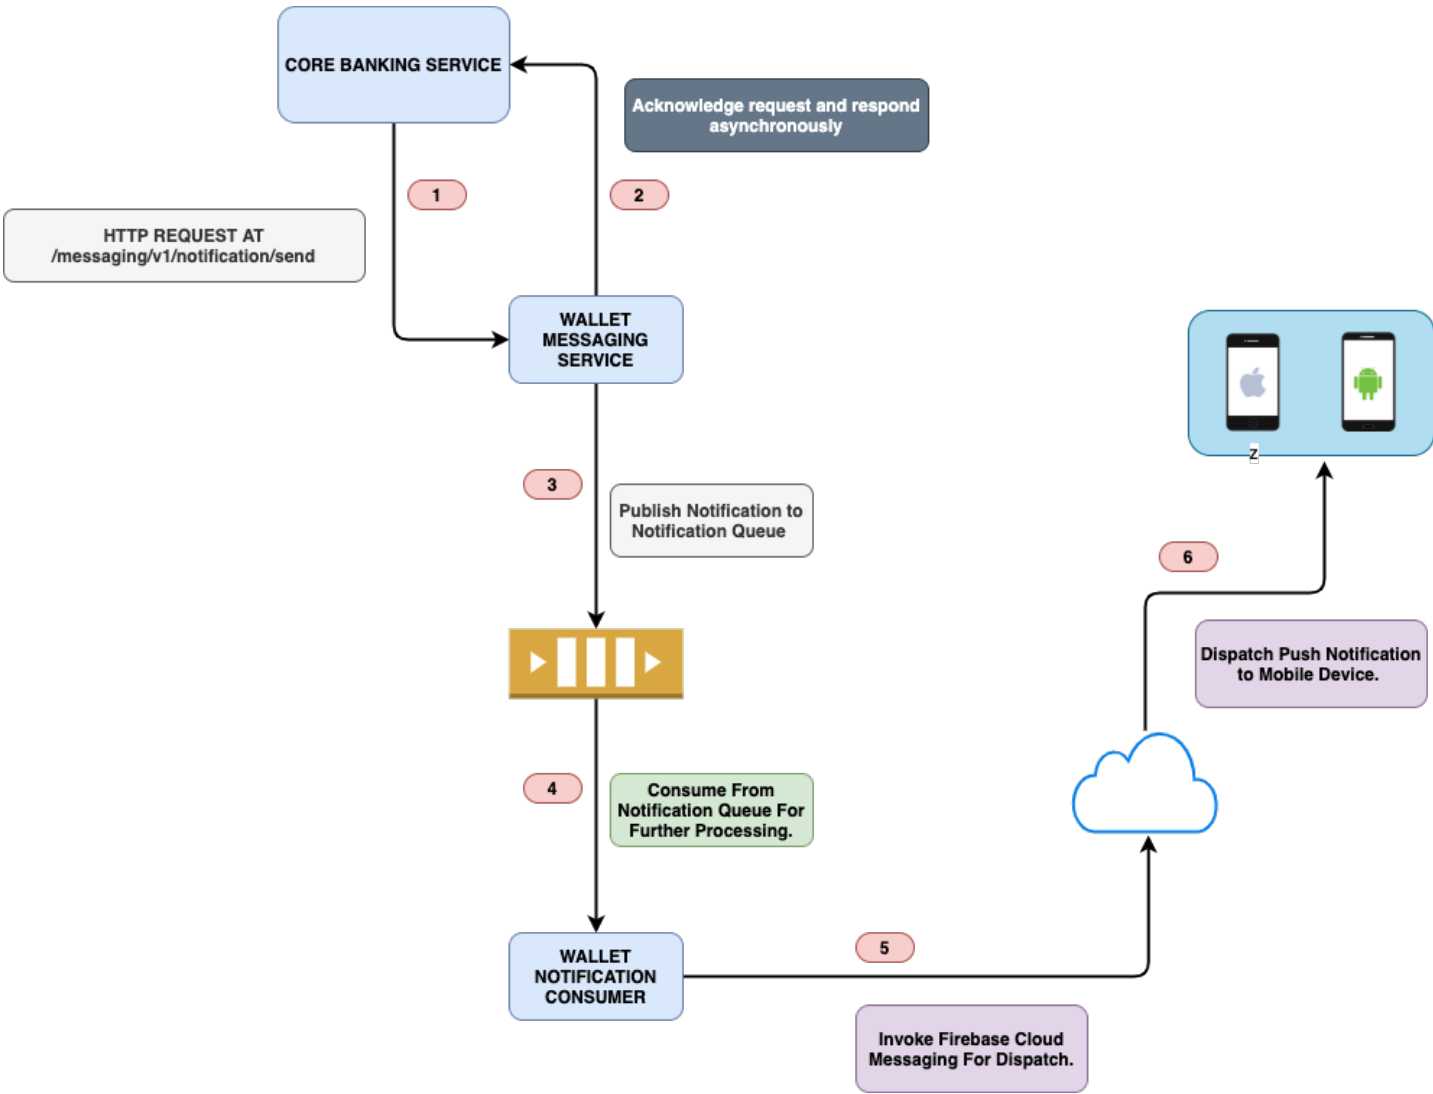 CORE BANKING SERVICE
Acknowledge request and respond
asynchronously
1
2
HTTP REQUEST AT
/messaging/v1/notification/send
WALLET
MESSAGING
SERVICE
Z
3
Publish Notification to
Notification Queue
6
Dispatch Push Notification
to Mobile Device.
4
Consume From
Notification Queue For
Further Processing.
5
WALLET
NOTIFICATION
CONSUMER
Invoke Firebase Cloud
Messaging For Dispatch.